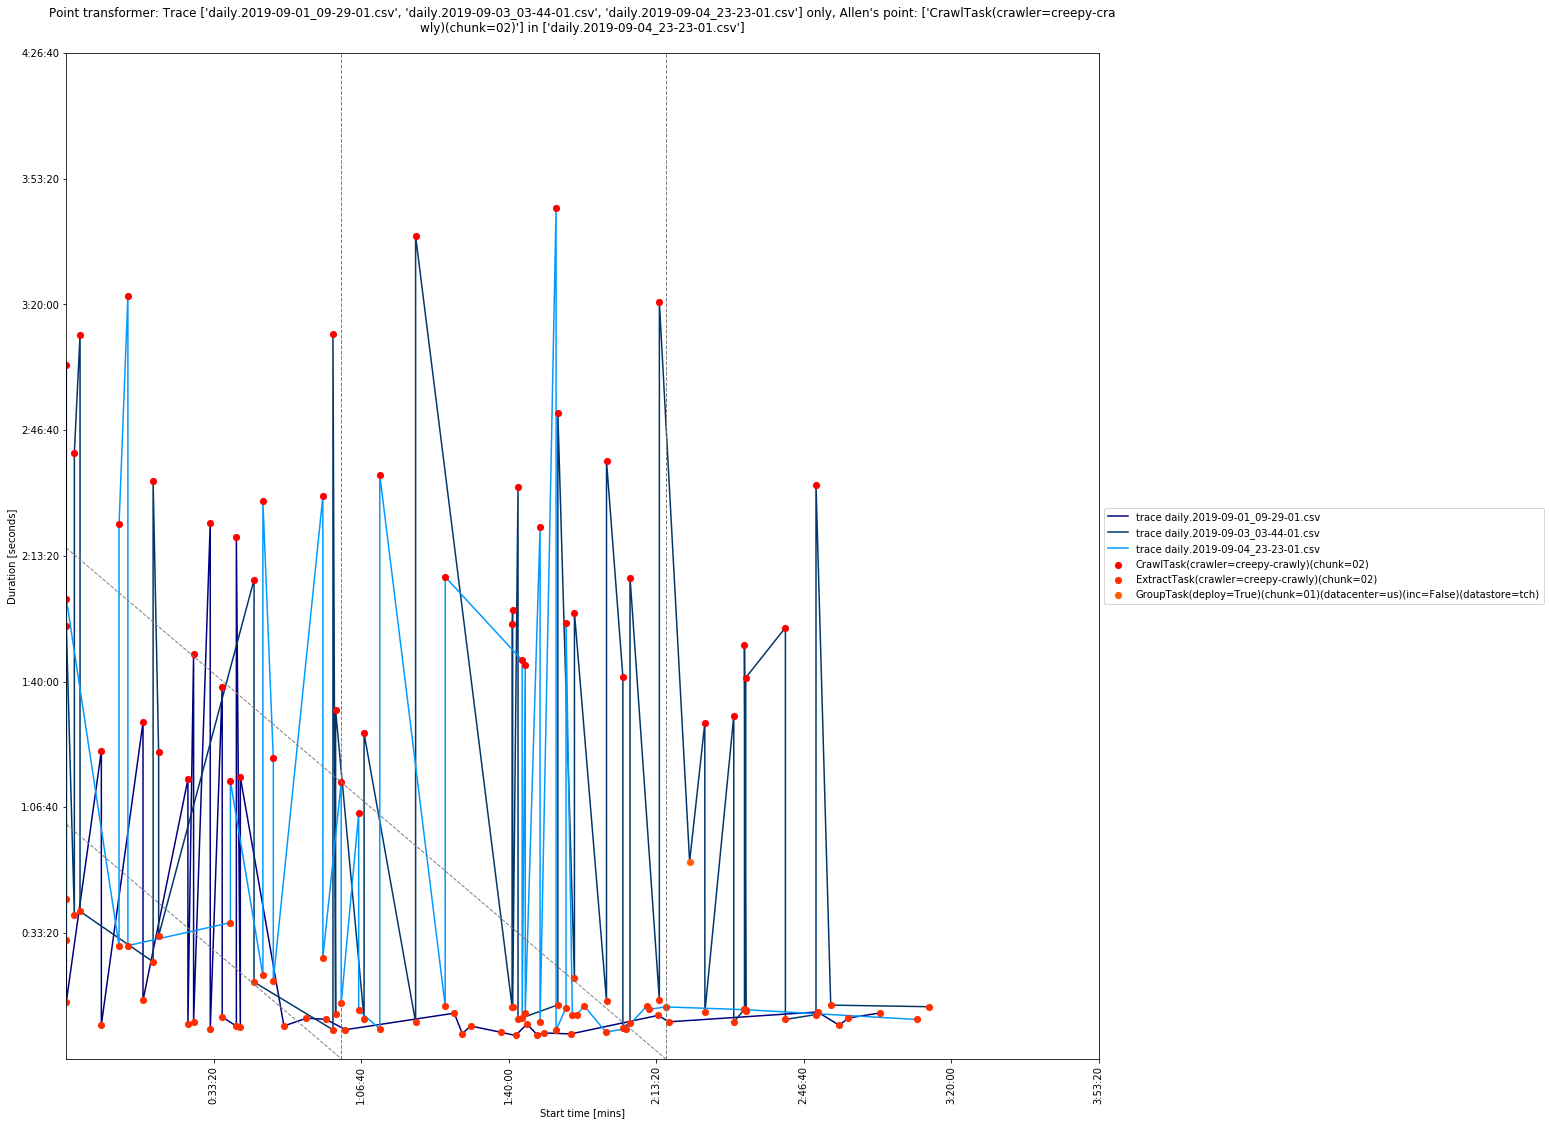 Point transformer: Trace ['daily.2019-09-01_09-29-01.csv', 'daily.2019-09-03_03-44-01.csv', 'daily.2019-09-04_23-23-01.csv'] only, Allen's point: ['CrawlTask(crawler=creepy-cra
wly)(chunk=02)'] in ['daily.2019-09-04_23-23-01.csv']
4:26:40
3:53:20
3:20:00
2:46:40
2:13:20
1:40:00
1:06:40
0:33:20
Duration [seconds]
0:33:20
1:06:40
1:40:00
2:13:20
2:46:40
3:20:00
3:53:20
Start time [mins]
trace daily.2019-09-01_09-29-01.csv
trace daily.2019-09-03_03-44-01.csv
trace daily.2019-09-04_23-23-01.csv
CrawlTask(crawler=creepy-crawly)(chunk=02)
ExtractTask(crawler=creepy-crawly)(chunk=02)
GroupTask(deploy=True)(chunk=01)(datacenter=us)(inc=False)(datastore=tch)